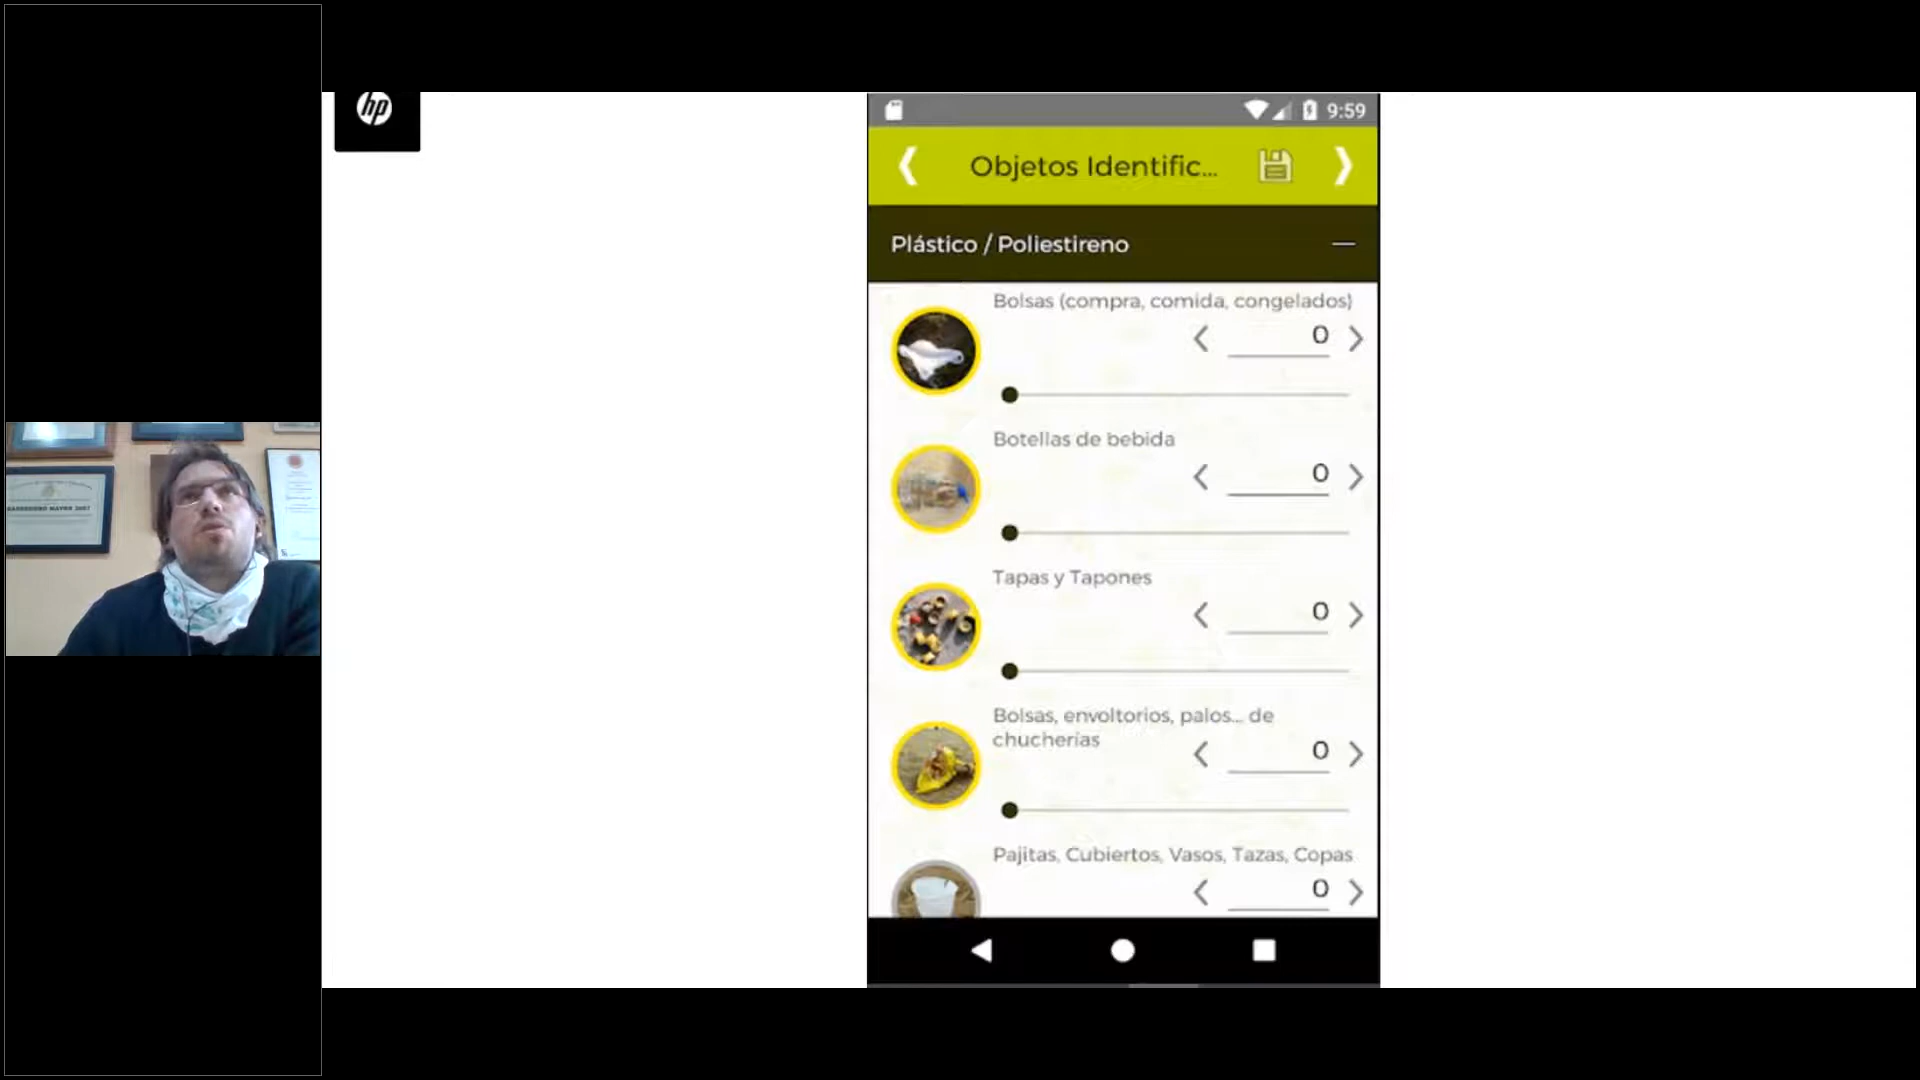 hp
9:59
Objetos Identific...
Plástico / Poliestireno
Bolsas (compra, comida, congelados)
0
Botellas de bebida
0
Tapas y Tapones
0
Bolsas, envoltorios, palos... de
chucherías
0
Pajitas, Cubiertos, Vasos, Tazas, Copas
0